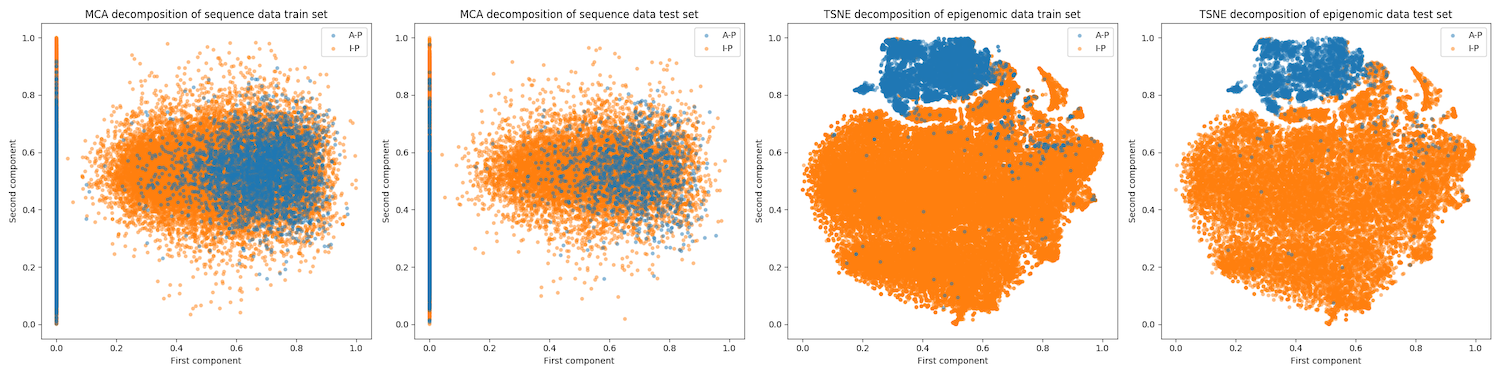 MCA decomposition of sequence data train set
Second component
1.0
0.8
0.6
0.4
0.2
0.0
A-P
I-P
0.0 0.2 0.4 0.6 0.8 1.0
First component
MCA decomposition of sequence data test set
Second component
1.0
0.8
0.6
0.4
0.2
0.0
A-P
I-P
0.0 0.2 0.4 0.6 0.8 1.0
First component
TSNE decomposition of epigenomic data train set
Second component
1.0
0.8
0.6
0.4
0.2
0.0
A-P
I-P
0.0 0.2 0.4 0.6 0.8 1.0
First component
TSNE decomposition of epigenomic data test set
Second component
1.0
0.8
0.6
0.4
0.2
0.0
A-P
I-P
0.0 0.2 0.4 0.6 0.8 1.0
First component